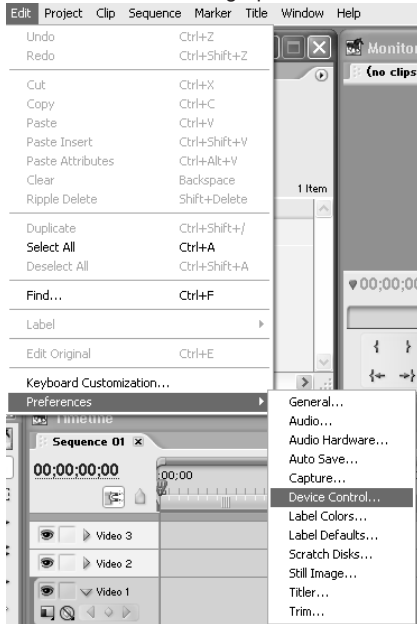 Edit Project Clip Sequence Marker Title Window Help
Undo Ctrl+Z
Redo Ctrl+Shift+Z
Cut Ctrl+X
Copy Ctrl+C
Paste Ctrl+V
Paste Insert Ctrl+Shift+V
Paste Attributes Ctrl+Alt+V
Clear Backspace
Ripple Delete Shift+Delete
Duplicate Ctrl+Shift+/
Select All Ctrl+A
Deselect All Ctrl+Shift+A
Find... Ctrl+F
Label
Edit Original Ctrl+E
Keyboard Customization...
Preferences
General...
Audio...
Audio Hardware...
Auto Save...
Capture...
Device Control...
Label Colors...
Label Defaults...
Scratch Disks...
Still Image...
Titler...
Trim...
Monitor
(no clips
1 Item
00;00;00
Timeline
Sequence 01
00;00;00;00
;00;00
Video 3
Video 2
Video 1